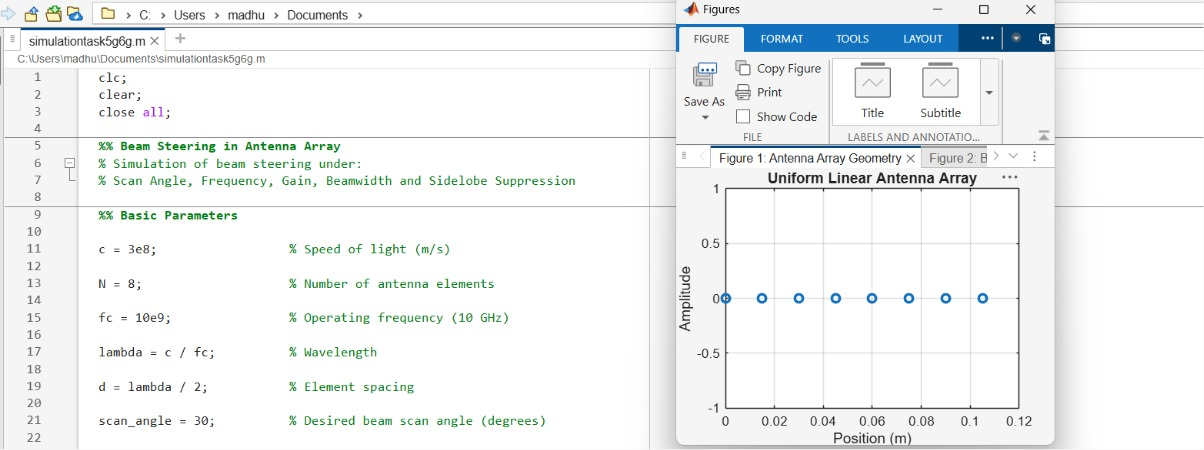 C: › Users › madhu › Documents ›
simulationtask5g6g.m
C:\Users\madhu\Documents\simulationtask5g6g.m
1 clc;
2 clear;
3 close all;
4
5 %% Beam Steering in Antenna Array
6 % Simulation of beam steering under:
7 % Scan Angle, Frequency, Gain, Beamwidth and Sidelobe Suppression
8
9 %% Basic Parameters
10
11 c = 3e8; % Speed of light (m/s)
12
13 N = 8; % Number of antenna elements
14
15 fc = 10e9; % Operating frequency (10 GHz)
16
17 lambda = c / fc; % Wavelength
18
19 d = lambda / 2; % Element spacing
20
21 scan_angle = 30; % Desired beam scan angle (degrees)
22
Figures
FIGURE FORMAT TOOLS LAYOUT
Save As
Copy Figure
Print
Show Code
FILE
Title Subtitle
LABELS AND ANNOTATIO...
Figure 1: Antenna Array Geometry Figure 2: B
Uniform Linear Antenna Array
Amplitude
1
0.5
0
-0.5
-1
0 0.02 0.04 0.06 0.08 0.1 0.12
Position (m)